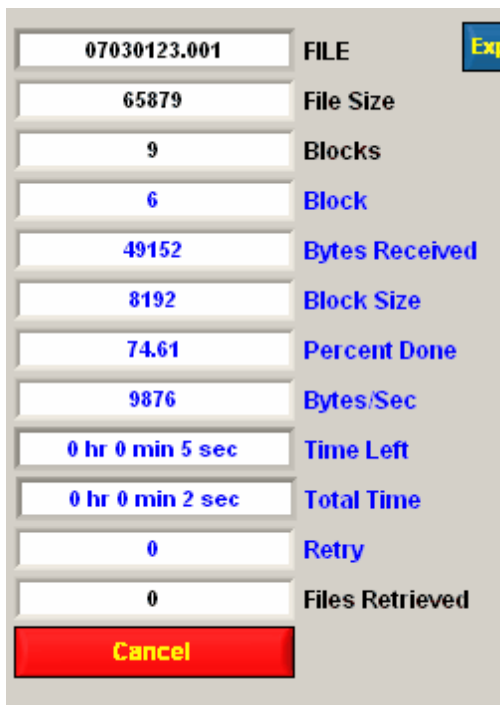 07030123.001 FILE Exp
65879 File Size
9 Blocks
6 Block
49152 Bytes Received
8192 Block Size
74.61 Percent Done
9876 Bytes/Sec
0 hr 0 min 5 sec Time Left
0 hr 0 min 2 sec Total Time
0 Retry
0 Files Retrieved
Cancel